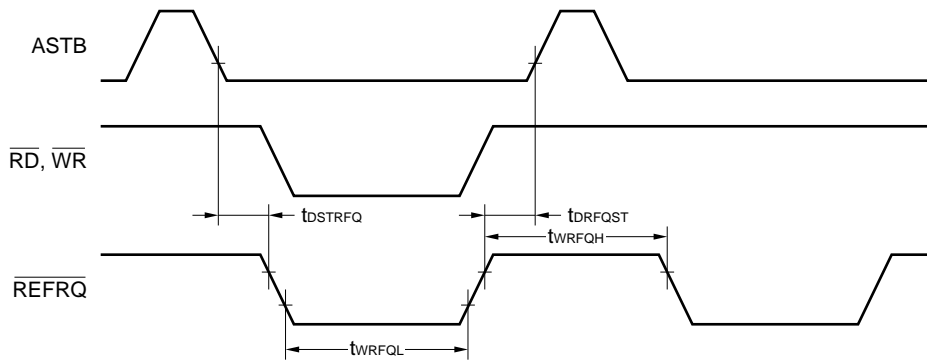 ASTB
RD, WR
tDSTRFQ
tDRFQST
tWRFQH
REFRQ
tWRFQL